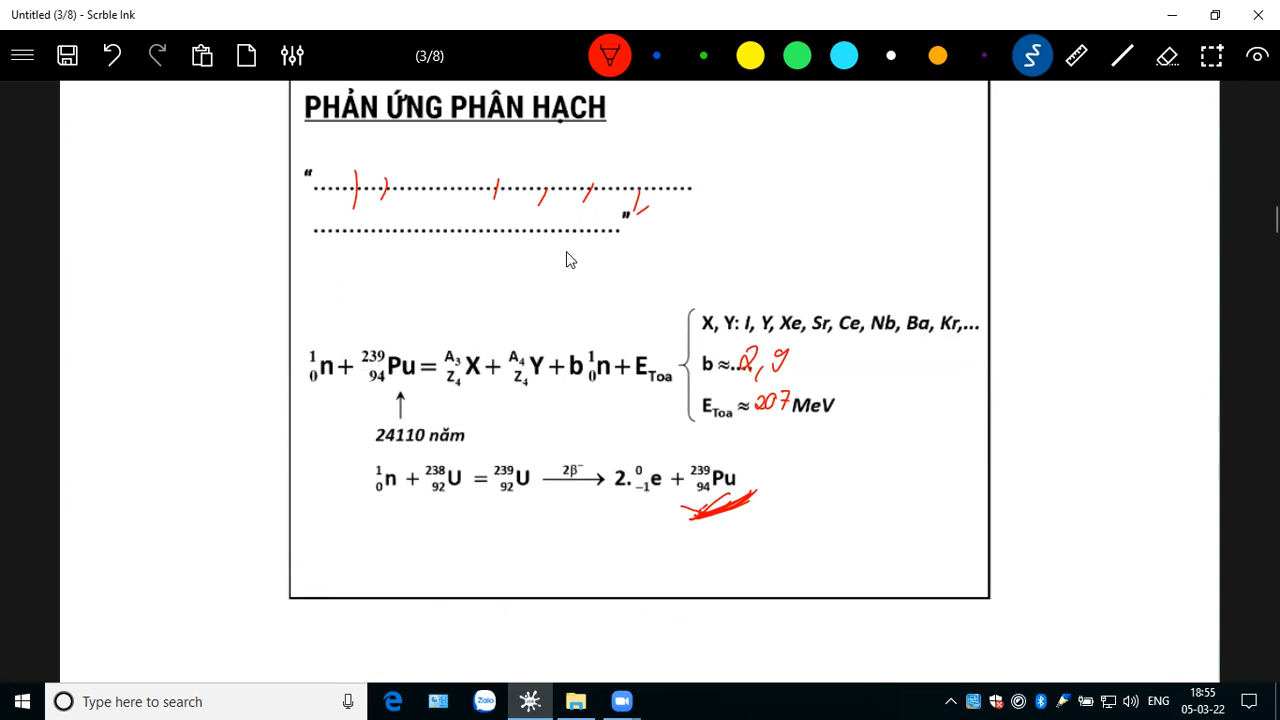 Untitled (3/8) - Scrble Ink
(3/8)
PHẢN ỨNG PHÂN HẠCH
"......................................................
............................................"
X, Y: I, Y, Xe, Sr, Ce, Nb, Ba, Kr,...
¹₀n + ²³⁹₉₄Pu = ᴬ³Z₄X + ᴬ⁴Z₄Y + b ¹₀n + E_Toa
b ≈.... 2,9
E_Toa ≈ 207 MeV
24110 năm
¹₀n + ²³⁸₉₂U = ²³⁹₉₂U —2β⁻→ 2. ⁰₋₁e + ²³⁹₉₄Pu
Type here to search
Zalo
ENG
18:55
05-03-22